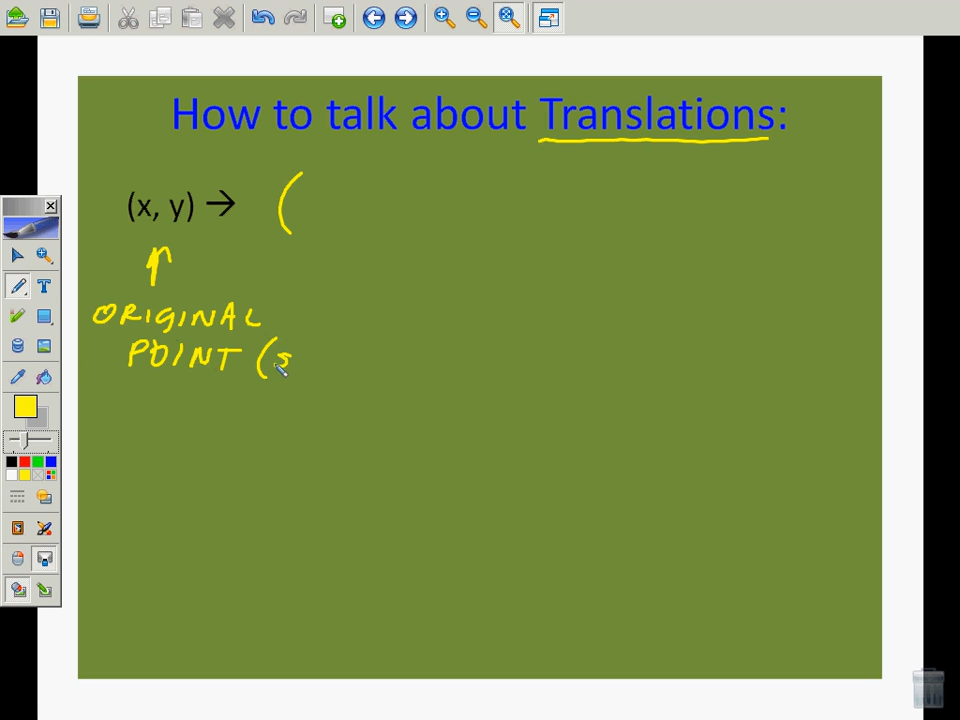 How to talk about Translations:
(x, y) → (
ORIGINAL
POINT (s